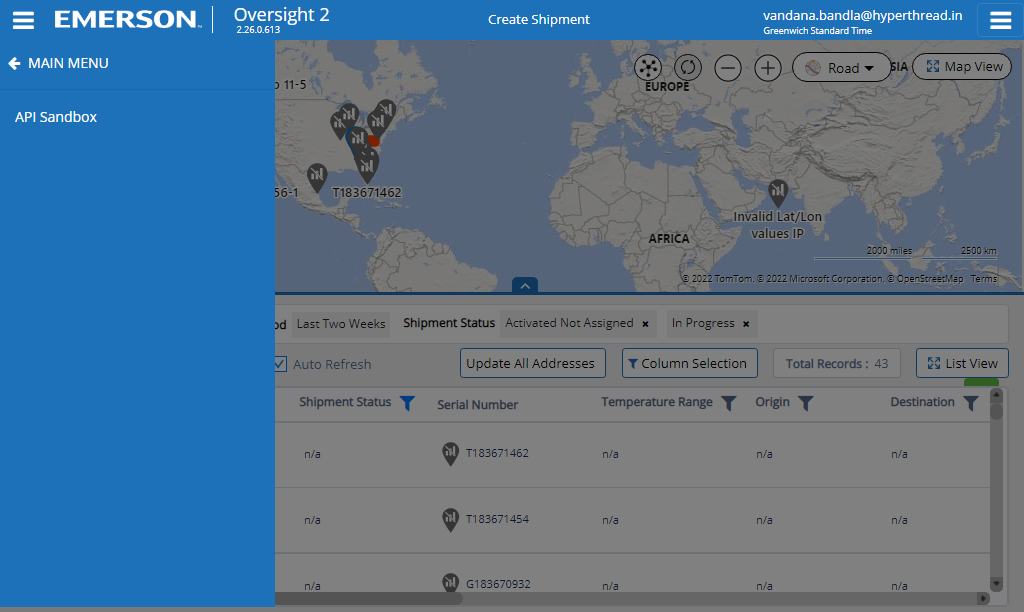 EMERSON
Oversight 2
2.26.0.613
Create Shipment
vandana.bandla@hyperthread.in
Greenwich Standard Time
MAIN MENU
API Sandbox
11-5
EUROPE
Road
SIA
Map View
56-1
T183671462
Invalid Lat/Lon
values IP
AFRICA
2000 miles
2500 km
© 2022 TomTom, © 2022 Microsoft Corporation, © OpenStreetMap Terms
od
Last Two Weeks
Shipment Status
Activated Not Assigned ×
In Progress ×
Auto Refresh
Update All Addresses
Column Selection
Total Records : 43
List View
Shipment Status
Serial Number
Temperature Range
Origin
Destination
n/a T183671462 n/a n/a n/a
n/a T183671454 n/a n/a n/a
n/a G183670932 n/a n/a n/a